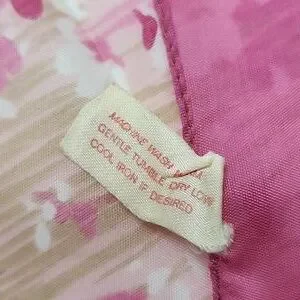 MACHINE WASH
GENTLE TUMBLE DRY LOW
COOL IRON IF DESIRED